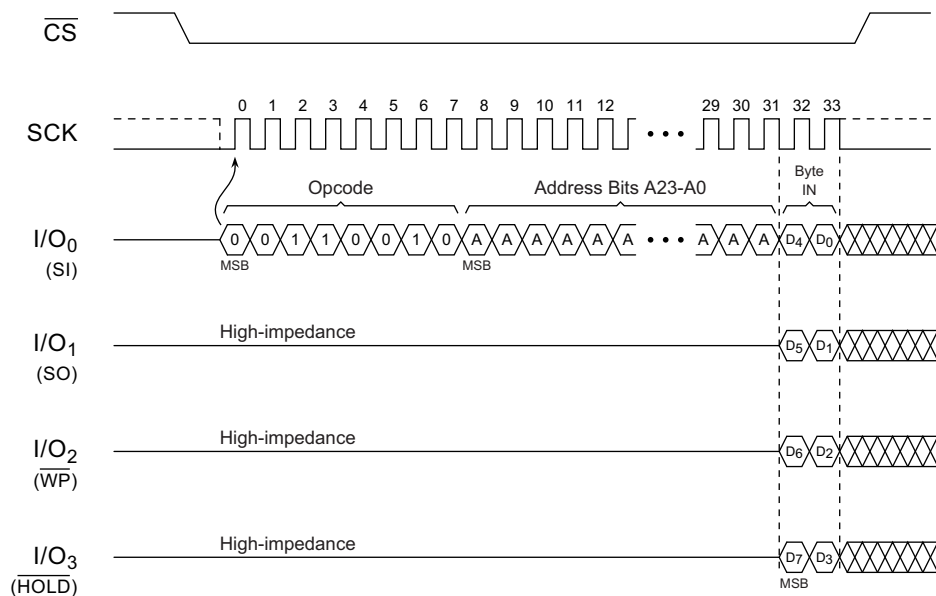 CS
0 1 2 3 4 5 6 7 8 9 10 11 12 29 30 31 32 33
SCK
Opcode Address Bits A23-A0 Byte IN
I/O0 0 0 1 1 0 0 1 0 A A A A A A A A A D4 D0
(SI) MSB MSB
High-impedance
I/O1 D5 D1
(SO)
High-impedance
I/O2 D6 D2
(WP)
High-impedance
I/O3 D7 D3
(HOLD) MSB